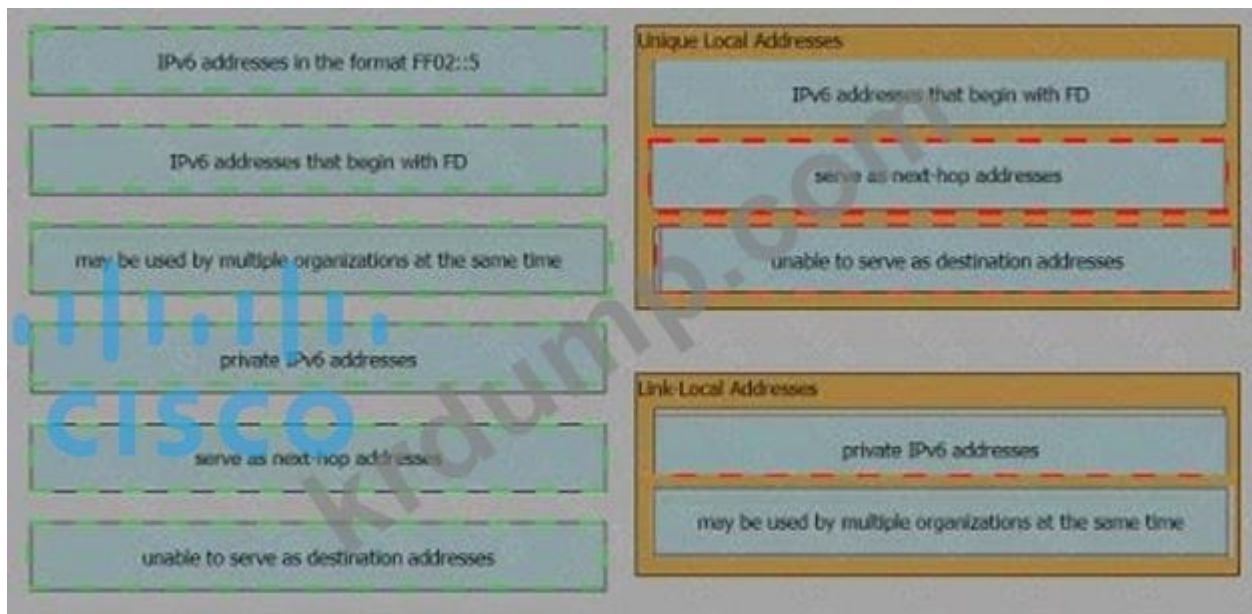 IPv6 addresses in the format FF02::5
IPv6 addresses that begin with FD
may be used by multiple organizations at the same time
private IPv6 addresses
serve as next-hop addresses
unable to serve as destination addresses
Unique Local Addresses
IPv6 addresses that begin with FD
serve as next-hop addresses
unable to serve as destination addresses
Link-Local Addresses
private IPv6 addresses
may be used by multiple organizations at the same time
CISCO
krdump.com